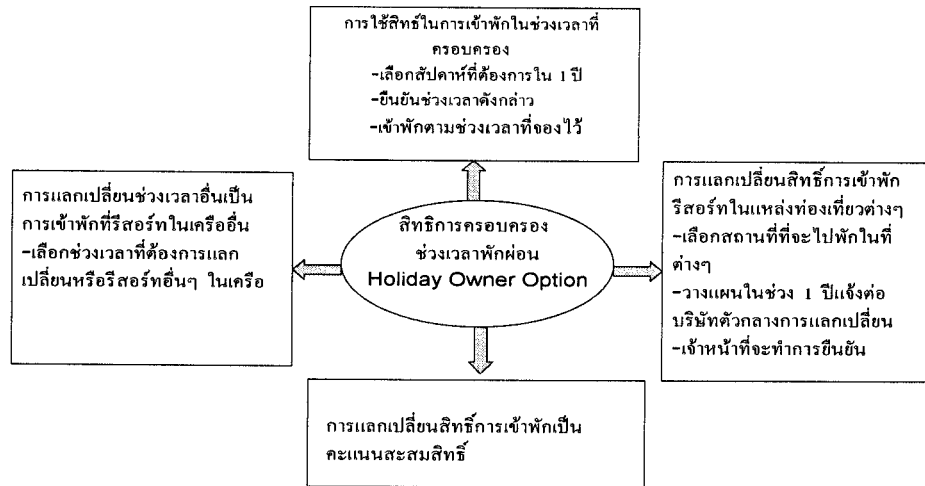 การใช้สิทธ์ในการเข้าพักในช่วงเวลาที่
ครอบครอง
-เลือกสัปดาห์ที่ต้องการใน 1 ปี
-ยืนยันช่วงเวลาดังกล่าว
-เข้าพักตามช่วงเวลาที่จองไว้
การแลกเปลี่ยนช่วงเวลาอื่นเป็น
การเข้าพักที่รีสอร์ทในเครืออื่น
-เลือกช่วงเวลาที่ต้องการแลก
เปลี่ยนหรือรีสอร์ทอื่นๆ ในเครือ
สิทธิการครอบครอง
ช่วงเวลาพักผ่อน
Holiday Owner Option
การแลกเปลี่ยนสิทธิ์การเข้าพัก
รีสอร์ทในแหล่งท่องเที่ยวต่างๆ
-เลือกสถานที่ที่จะไปพักในที่
ต่างๆ
-วางแผนในช่วง 1 ปีแจ้งต่อ
บริษัทตัวกลางการแลกเปลี่ยน
-เจ้าหน้าที่จะทำการยืนยัน
การแลกเปลี่ยนสิทธิ์การเข้าพักเป็น
คะแนนสะสมสิทธิ์